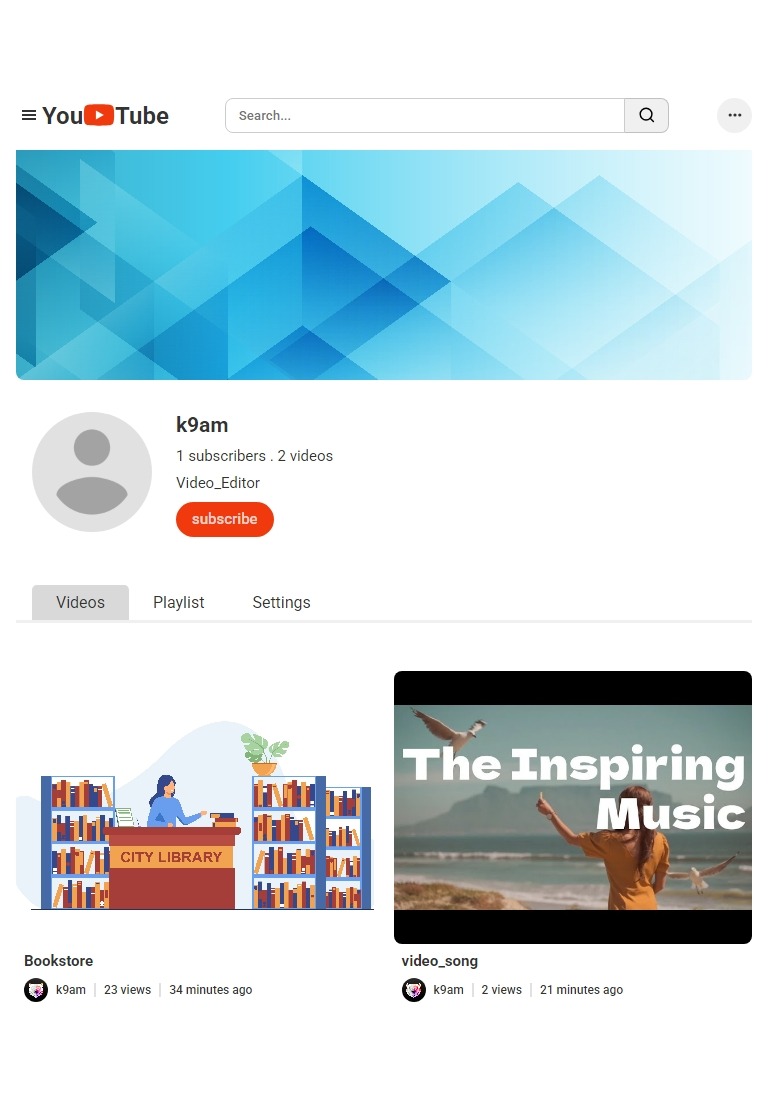 YouTube
Search...
k9am
1 subscribers . 2 videos
Video_Editor
subscribe
Videos Playlist Settings
CITY LIBRARY
The Inspiring
Music
Bookstore
k9am 23 views 34 minutes ago
video_song
k9am 2 views 21 minutes ago